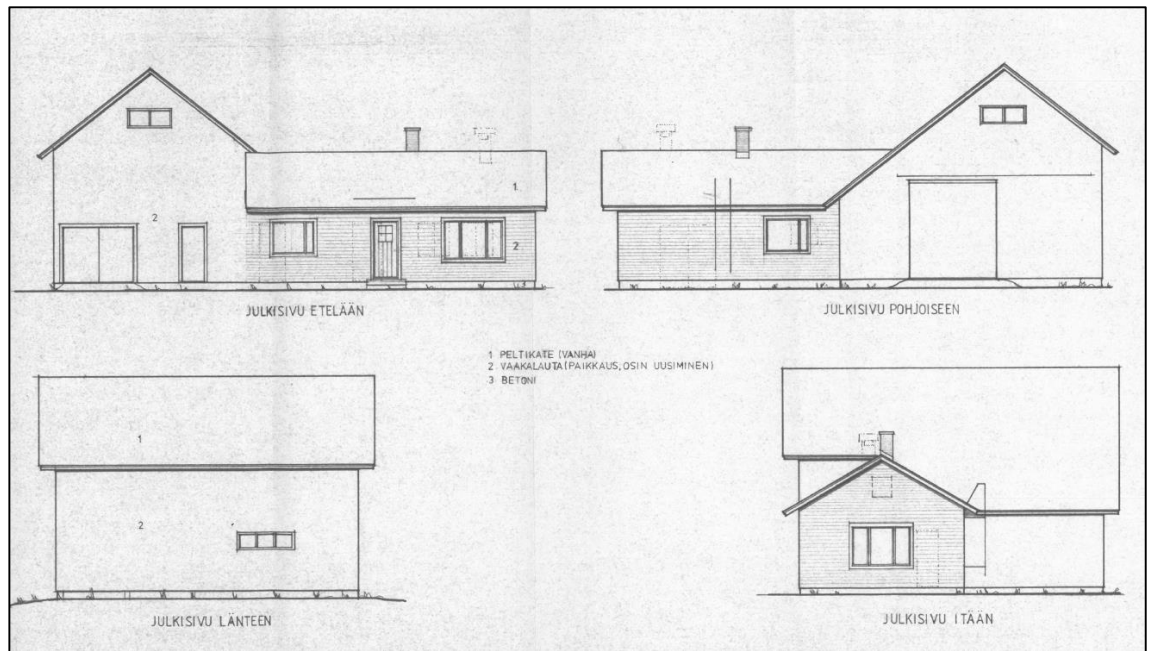 1.
2
2
3
JULKISIVU ETELÄÄN
JULKISIVU POHJOISEEN
1 PELTIKATE (VANHA)
2 VAAKALAUTA (PAIKKAUS, OSIN UUSIMINEN)
3 BETONI
1
2
JULKISIVU LÄNTEEN
JULKISIVU ITÄÄN